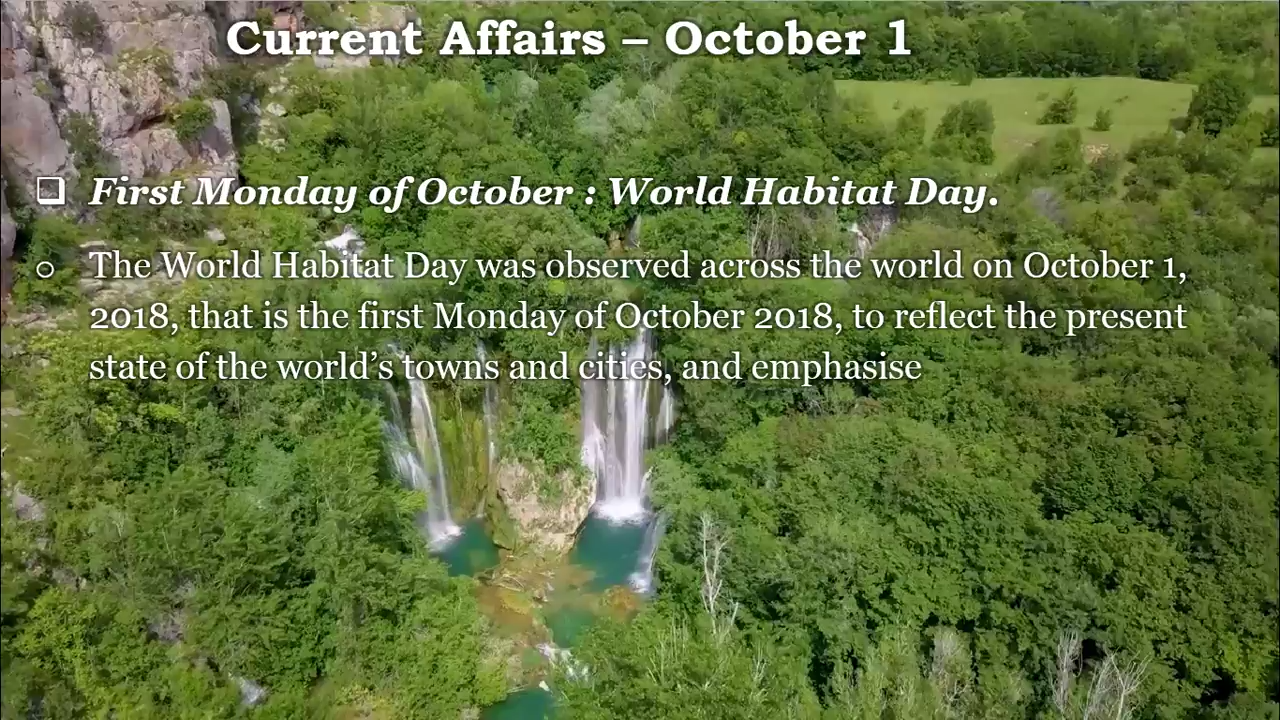 Current Affairs – October 1
First Monday of October : World Habitat Day.
The World Habitat Day was observed across the world on October 1,
2018, that is the first Monday of October 2018, to reflect the present
state of the world’s towns and cities, and emphasise